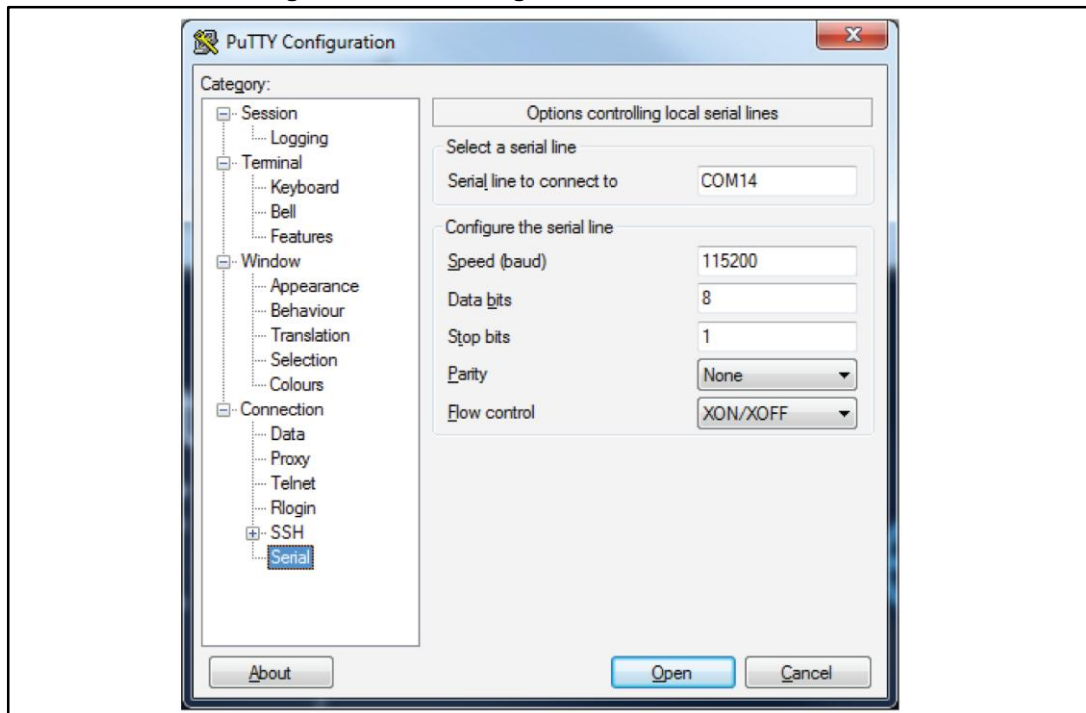 PuTTY Configuration
Category:
Session
Logging
Terminal
Keyboard
Bell
Features
Window
Appearance
Behaviour
Translation
Selection
Colours
Connection
Data
Proxy
Telnet
Rlogin
SSH
Serial
Options controlling local serial lines
Select a serial line
Serial line to connect to COM14
Configure the serial line
Speed (baud) 115200
Data bits 8
Stop bits 1
Parity None
Flow control XON/XOFF
About Open Cancel